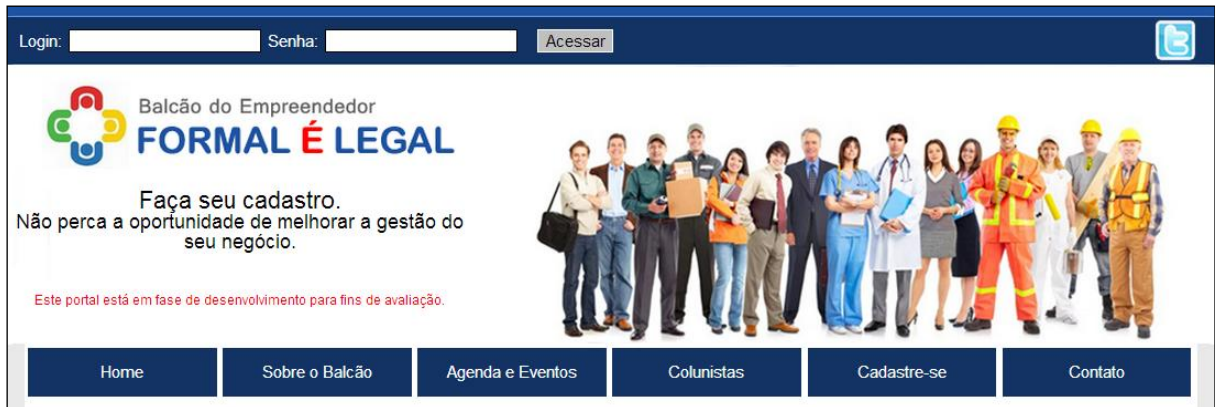 Login: Senha: Acessar
Balcão do Empreendedor
FORMAL É LEGAL
Faça seu cadastro.
Não perca a oportunidade de melhorar a gestão do
seu negócio.
Este portal está em fase de desenvolvimento para fins de avaliação.
Home Sobre o Balcão Agenda e Eventos Colunistas Cadastre-se Contato